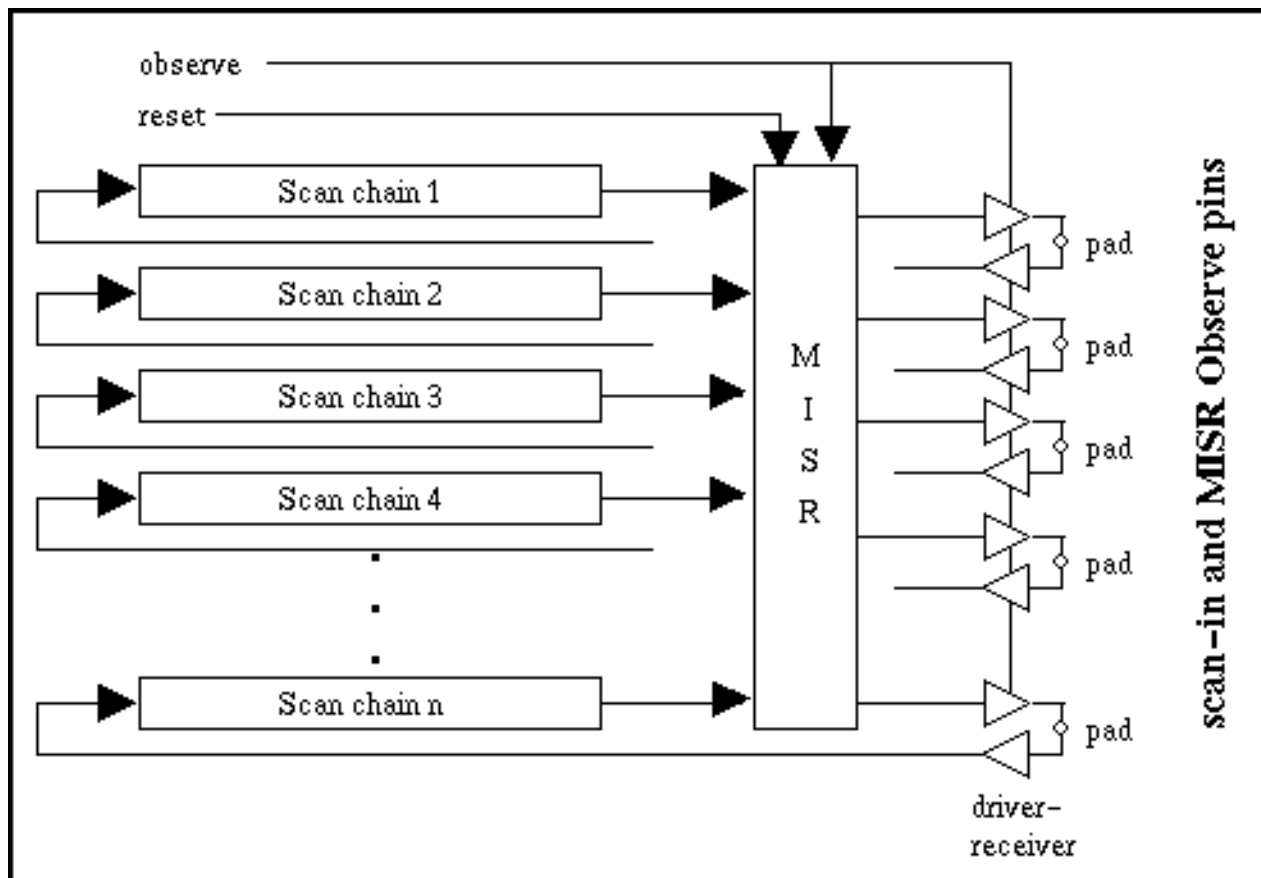 observe
reset
Scan chain 1
Scan chain 2
Scan chain 3
Scan chain 4
Scan chain n
M
I
S
R
pad
pad
pad
pad
pad
driver-
receiver
scan-in and MISR Observe pins